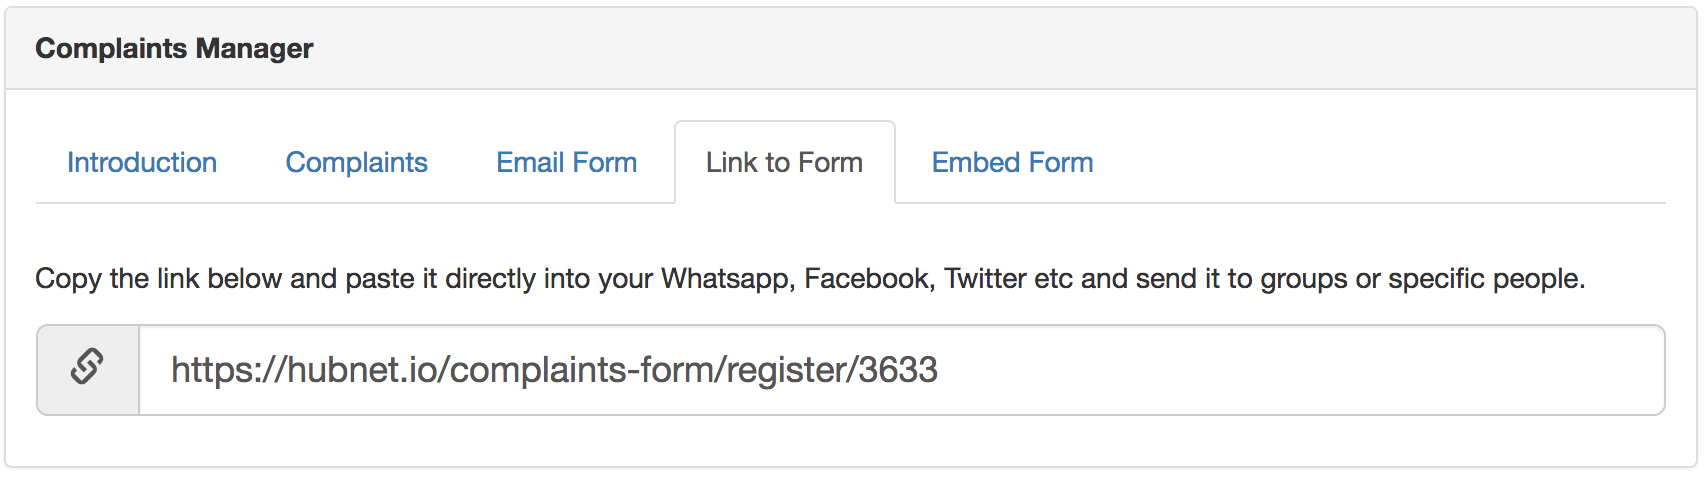 Complaints Manager
Introduction Complaints Email Form Link to Form Embed Form
Copy the link below and paste it directly into your Whatsapp, Facebook, Twitter etc and send it to groups or specific people.
https://hubnet.io/complaints-form/register/3633